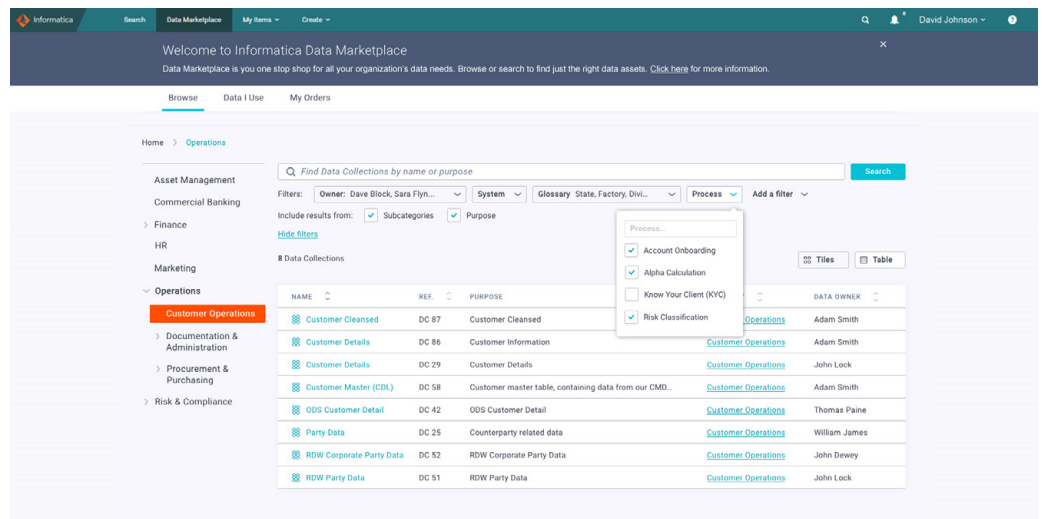 Informatica Search Data Marketplace My Items Create David Johnson ?
Welcome to Informatica Data Marketplace ×
Data Marketplace is you one stop shop for all your organization's data needs. Browse or search to find just the right data assets. Click here for more information.
Browse Data I Use My Orders
Home > Operations
Asset Management
Commercial Banking
Finance
HR
Marketing
Operations
Customer Operations
Documentation &
Administration
Procurement &
Purchasing
Risk & Compliance
Find Data Collections by name or purpose Search
Filters: Owner: Dave Block, Sara Flyn... System Glossary State, Factory, Divi... Process Add a filter
Include results from: Subcategories Purpose
Hide filters
Process...
Account Onboarding
Alpha Calculation
Know Your Client (KYC)
Risk Classification
8 Data Collections Tiles Table
NAME REF. PURPOSE DATA OWNER
Customer Cleansed DC 87 Customer Cleansed Operations Adam Smith
Customer Details DC 86 Customer Information Customer Operations Adam Smith
Customer Details DC 29 Customer Details Customer Operations John Lock
Customer Master (CDL) DC 58 Customer master table, containing data from our CMD... Customer Operations Adam Smith
ODS Customer Detail DC 42 ODS Customer Detail Customer Operations Thomas Paine
Party Data DC 25 Counterparty related data Customer Operations William James
RDW Corporate Party Data DC 52 RDW Corporate Party Data Customer Operations John Dewey
RDW Party Data DC 51 RDW Party Data Customer Operations John Lock